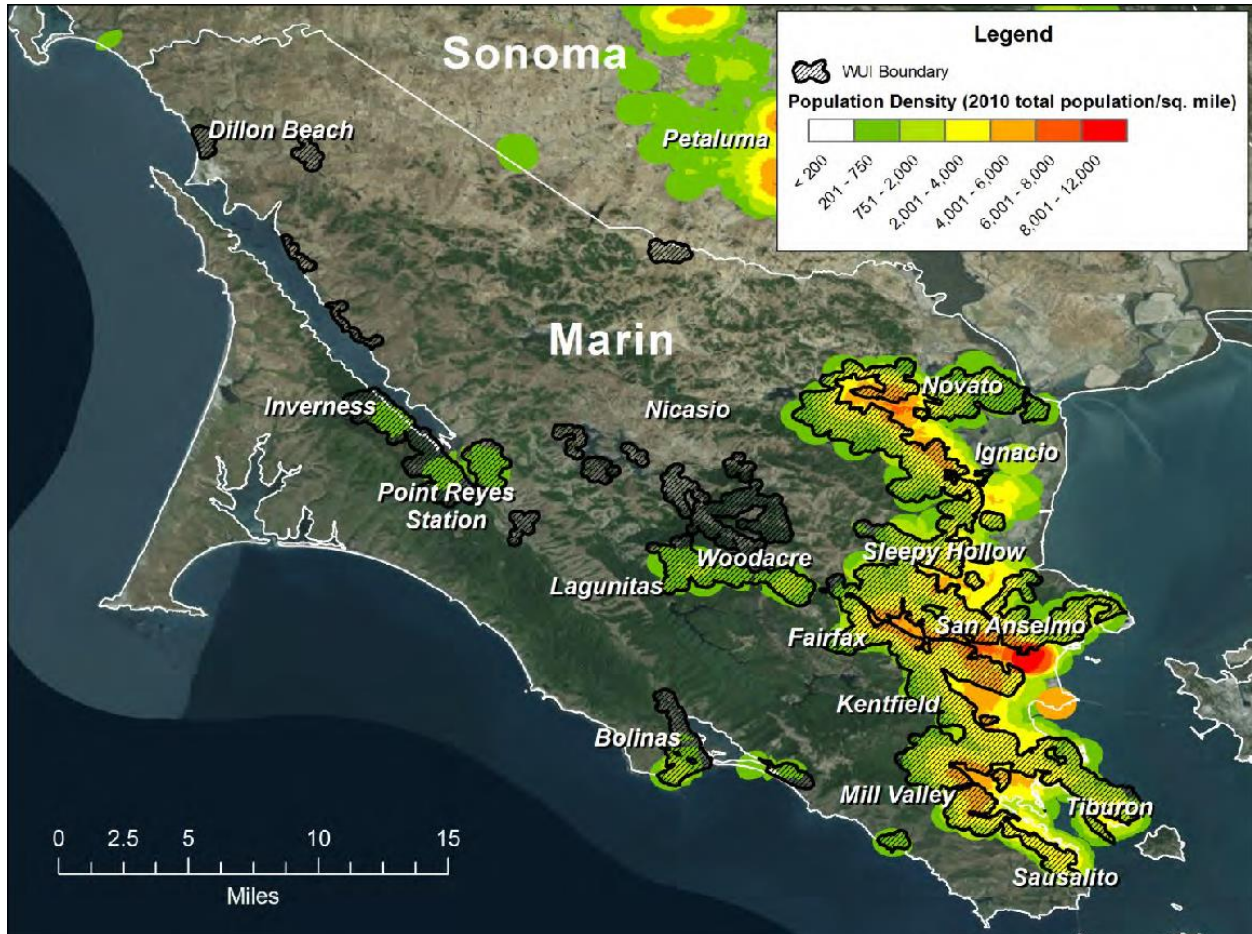 Sonoma
Legend
WUI Boundary
Population Density (2010 total population/sq. mile)
< 200
201 - 750
751 - 2,000
2,001 - 4,000
4,001 - 6,000
6,001 - 8,000
8,001 - 12,000
Dillon Beach
Petaluma
Marin
Inverness
Nicasio
Novato
Ignacio
Point Reyes
Station
Sleepy Hollow
Woodacre
Lagunitas
San Anselmo
Fairfax
Kentfield
Bolinas
Mill Valley
Tiburon
Sausalito
0 2.5 5 10 15
Miles